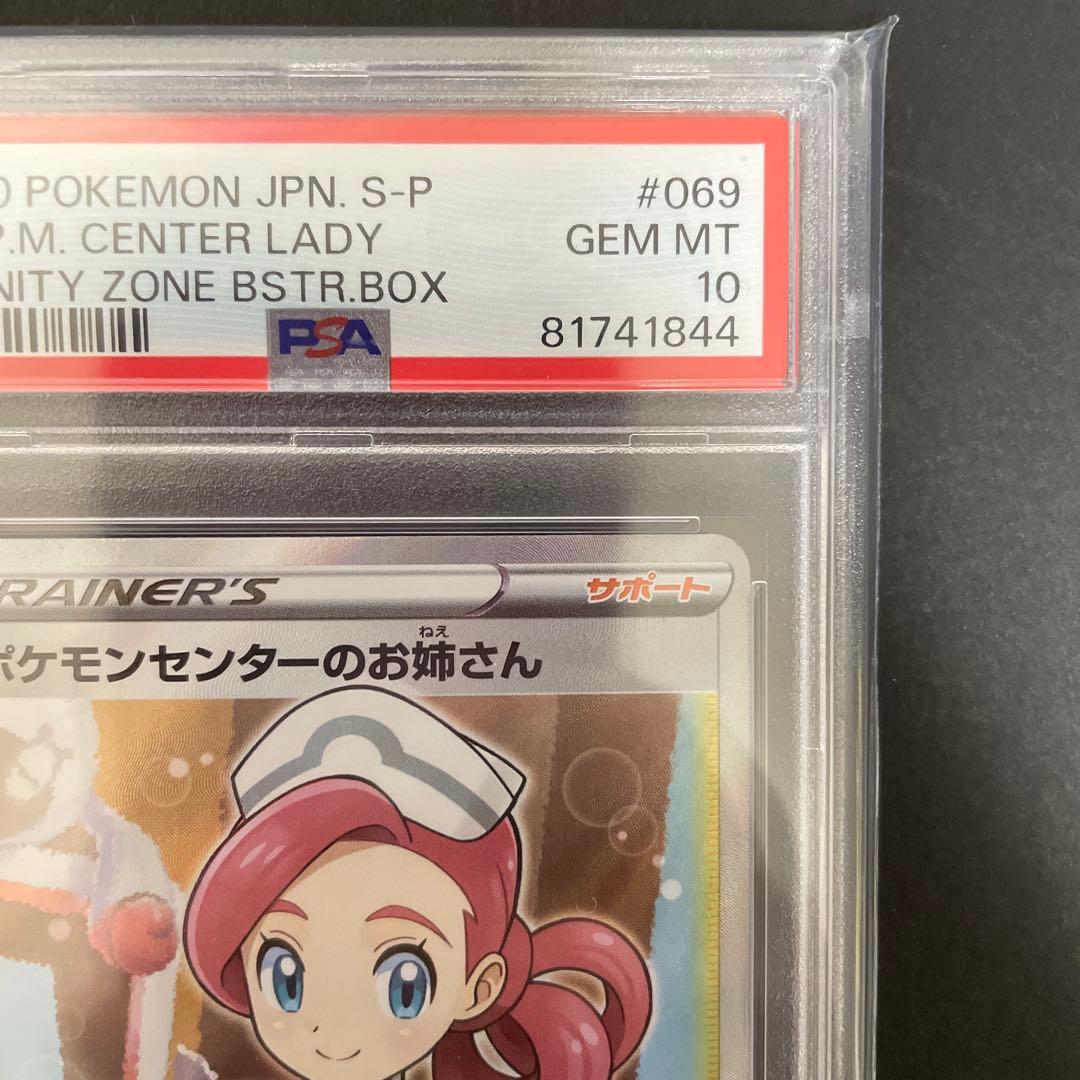 0 POKEMON JPN. S-P #069
P.M. CENTER LADY GEM MT
NITY ZONE BSTR.BOX 10
PSA 81741844
RAINER'S サポート
ねえ
ポケモンセンターのお姉さん